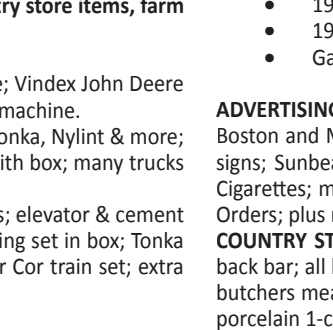 ry store items, farm
; Vindex John Deere
machine.
onka, Nylint & more;
ith box; many trucks
s; elevator & cement
ing set in box; Tonka
r Cor train set; extra
• 19
• 19
• Ga
ADVERTISING
Boston and
signs; Sunbea
Cigarettes; m
Orders; plus
COUNTRY ST
back bar; all
butchers mea
porcelain 1-c